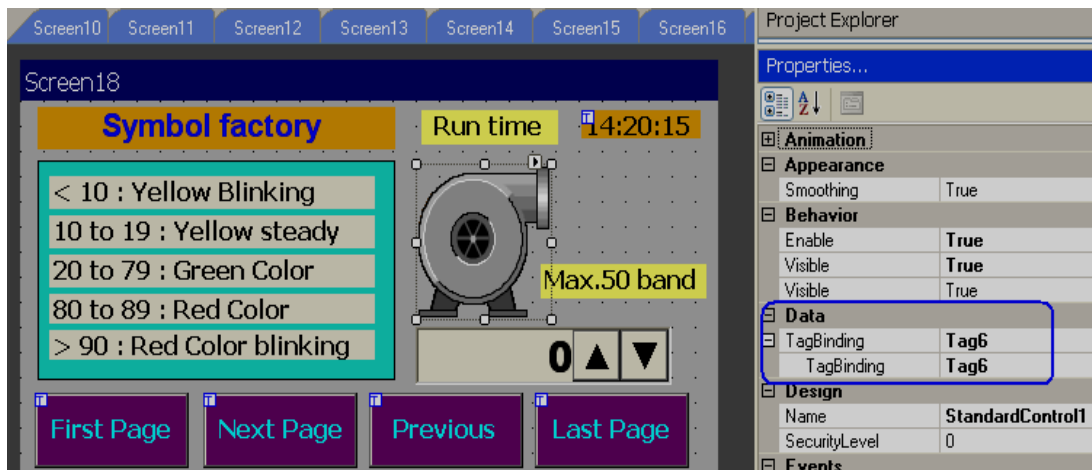 Screen10 Screen11 Screen12 Screen13 Screen14 Screen15 Screen16
Screen18
Symbol factory
Run time
14:20:15
< 10 : Yellow Blinking
10 to 19 : Yellow steady
20 to 79 : Green Color
80 to 89 : Red Color
> 90 : Red Color blinking
Max.50 band
0
First Page
Next Page
Previous
Last Page
Project Explorer
Properties...
Animation
Appearance
Smoothing True
Behavior
Enable True
Visible True
Visible True
Data
TagBinding Tag6
TagBinding Tag6
Design
Name StandardControl1
SecurityLevel 0
Events